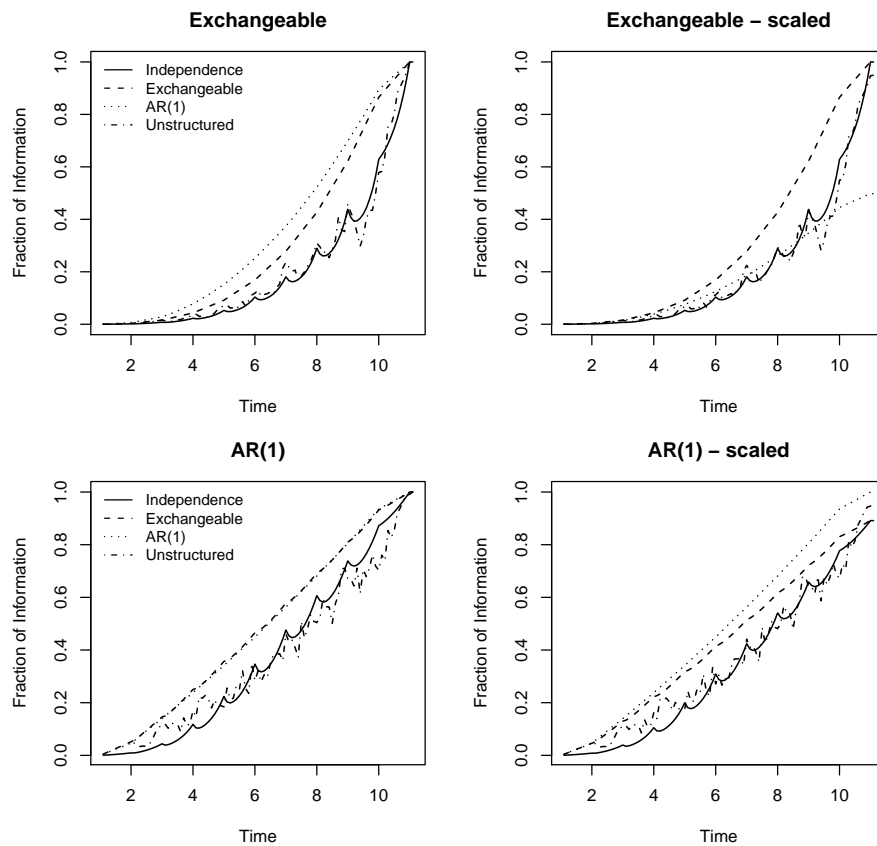 Exchangeable
Independence
Exchangeable
AR(1)
Unstructured
Fraction of Information
0.0 0.2 0.4 0.6 0.8 1.0
2 4 6 8 10
Time
Exchangeable − scaled
Fraction of Information
0.0 0.2 0.4 0.6 0.8 1.0
2 4 6 8 10
Time
AR(1)
Independence
Exchangeable
AR(1)
Unstructured
Fraction of Information
0.0 0.2 0.4 0.6 0.8 1.0
2 4 6 8 10
Time
AR(1) − scaled
Fraction of Information
0.0 0.2 0.4 0.6 0.8 1.0
2 4 6 8 10
Time